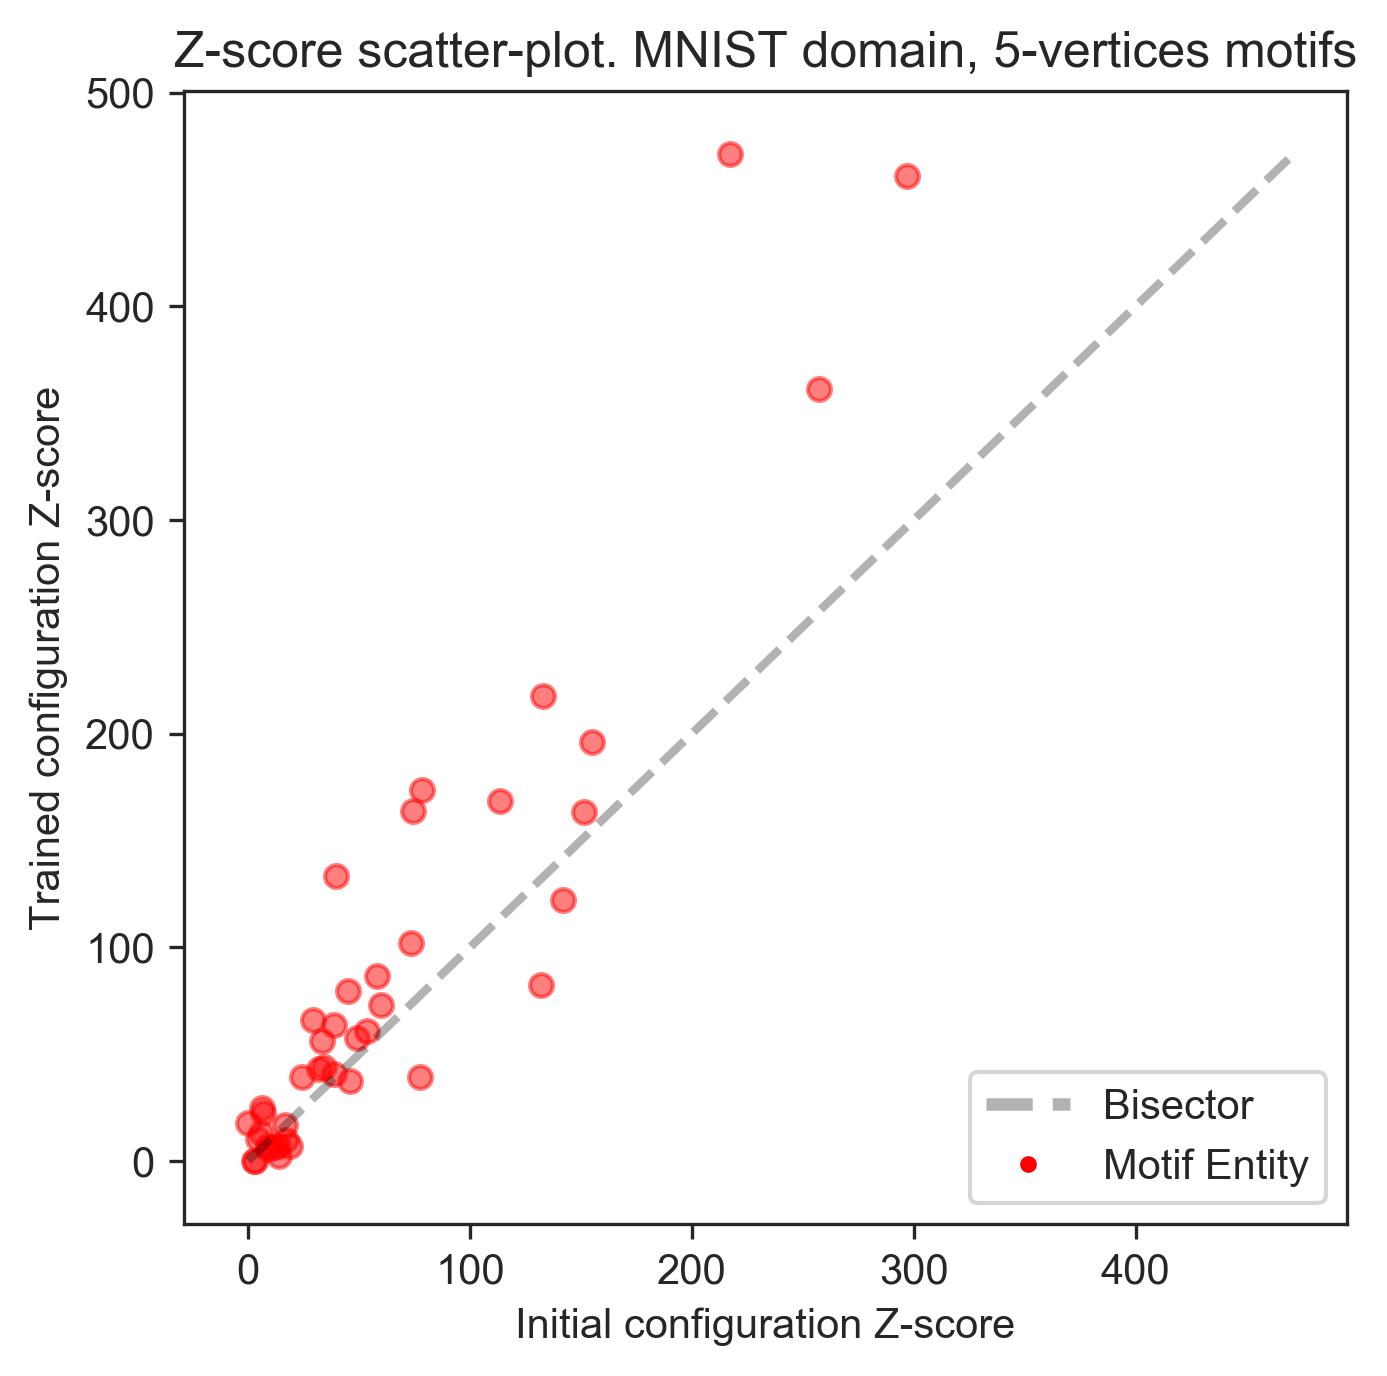 Z-score scatter-plot. MNIST domain, 5-vertices motifs
500
400
300
200
100
0
Trained configuration Z-score
0 100 200 300 400
Initial configuration Z-score
Bisector
Motif Entity